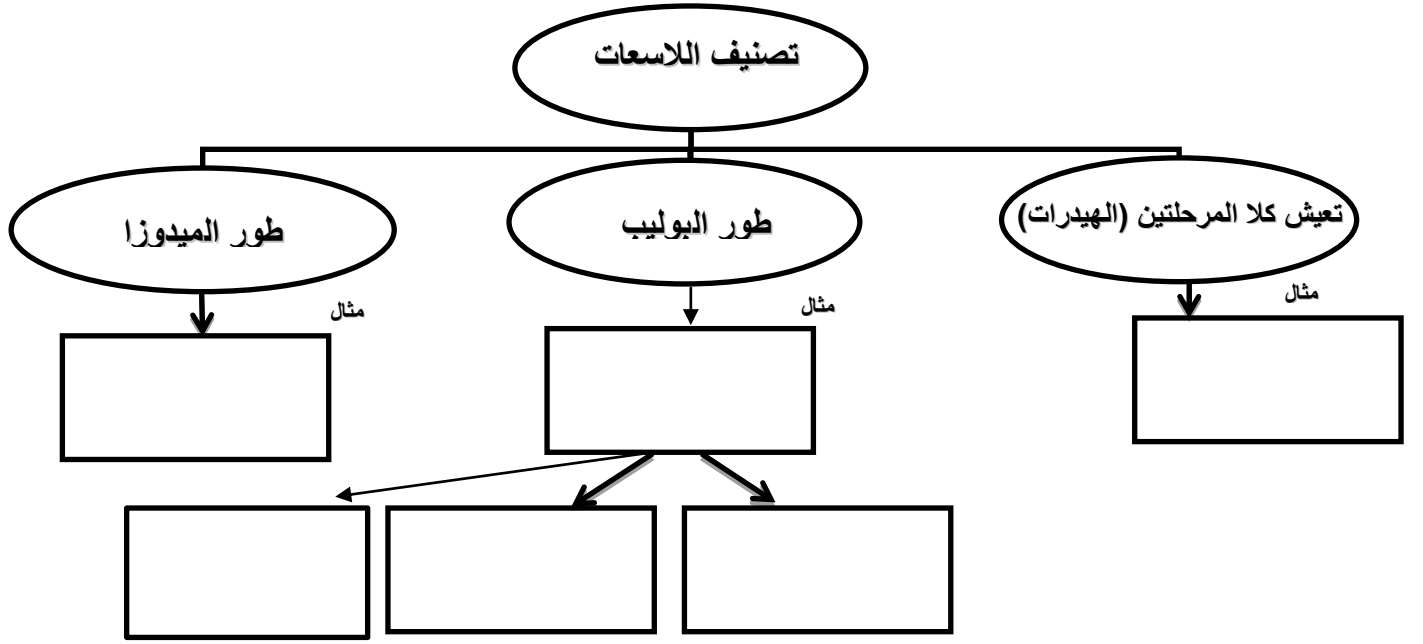 تصنيف اللاسعات
تعيش كلا المرحلتين (الهيدرات)
طور البوليب
طور الميدوزا
مثال
مثال
مثال